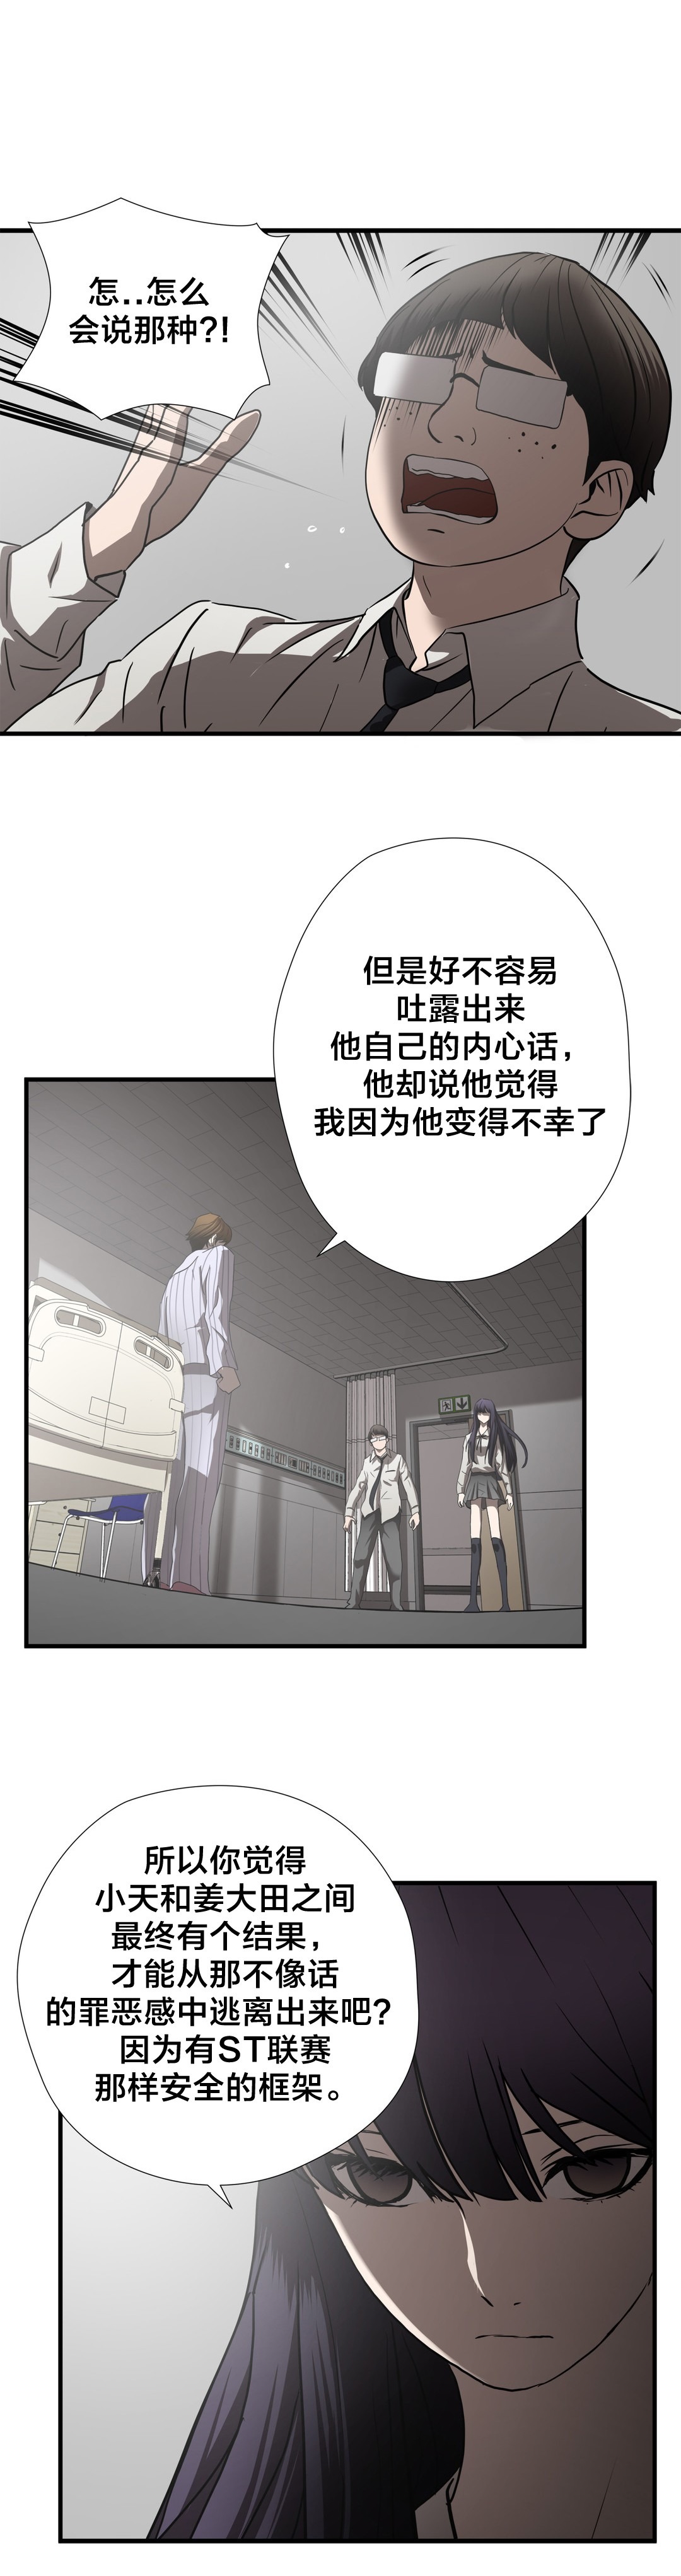 怎..怎么
会说那种?!
但是好不容易
吐露出来
他自己的内心话，
他却说他觉得
我因为他变得不幸了
所以你觉得
小天和姜大田之间
最终有个结果，
才能从那不像话
的罪恶感中逃离出来吧?
因为有ST联赛
那样安全的框架。